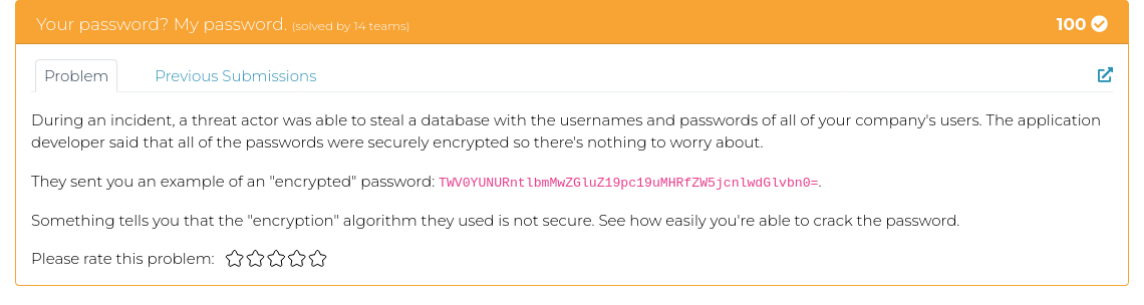 Your password? My password. (solved by 14 teams) 100
Problem Previous Submissions
During an incident, a threat actor was able to steal a database with the usernames and passwords of all of your company's users. The application
developer said that all of the passwords were securely encrypted so there's nothing to worry about.
They sent you an example of an "encrypted" password: TWV0YUNURntlbmMwZGluZ19pc19uMHRfZW5jcnlwdGlvbn0=.
Something tells you that the "encryption" algorithm they used is not secure. See how easily you're able to crack the password.
Please rate this problem: